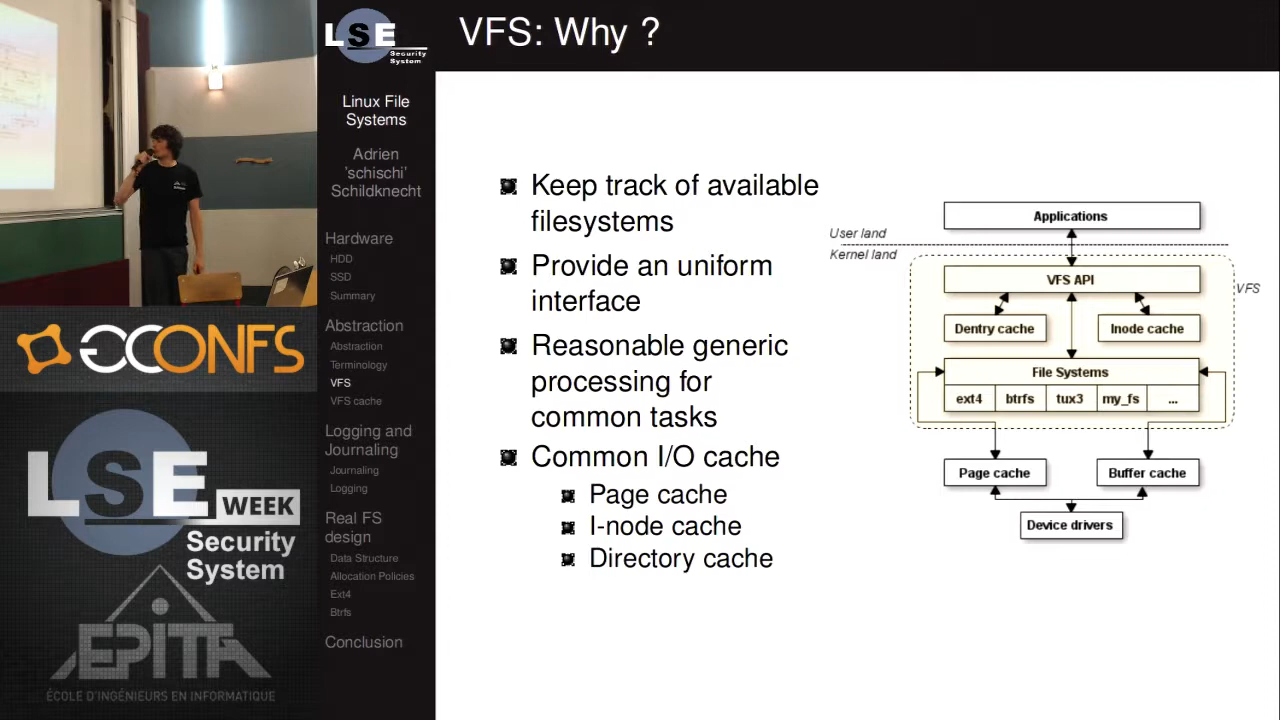 LSE
Security
System
VFS: Why ?
Linux File
Systems
Adrien
'schischi'
Schildknecht
Hardware
HDD
SSD
Summary
Abstraction
Abstraction
Terminology
VFS
VFS cache
Logging and
Journaling
Journaling
Logging
Real FS
design
Data Structure
Allocation Policies
Ext4
Btrfs
Conclusion
Keep track of available
filesystems
Provide an uniform
interface
Reasonable generic
processing for
common tasks
Common I/O cache
Page cache
I-node cache
Directory cache
Applications
User land
Kernel land
VFS API
VFS
Dentry cache
Inode cache
File Systems
ext4 btrfs tux3 my_fs ...
Page cache
Buffer cache
Device drivers
CONFS
LSE
WEEK
Security
System
EPITA
ÉCOLE D'INGÉNIEURS EN INFORMATIQUE